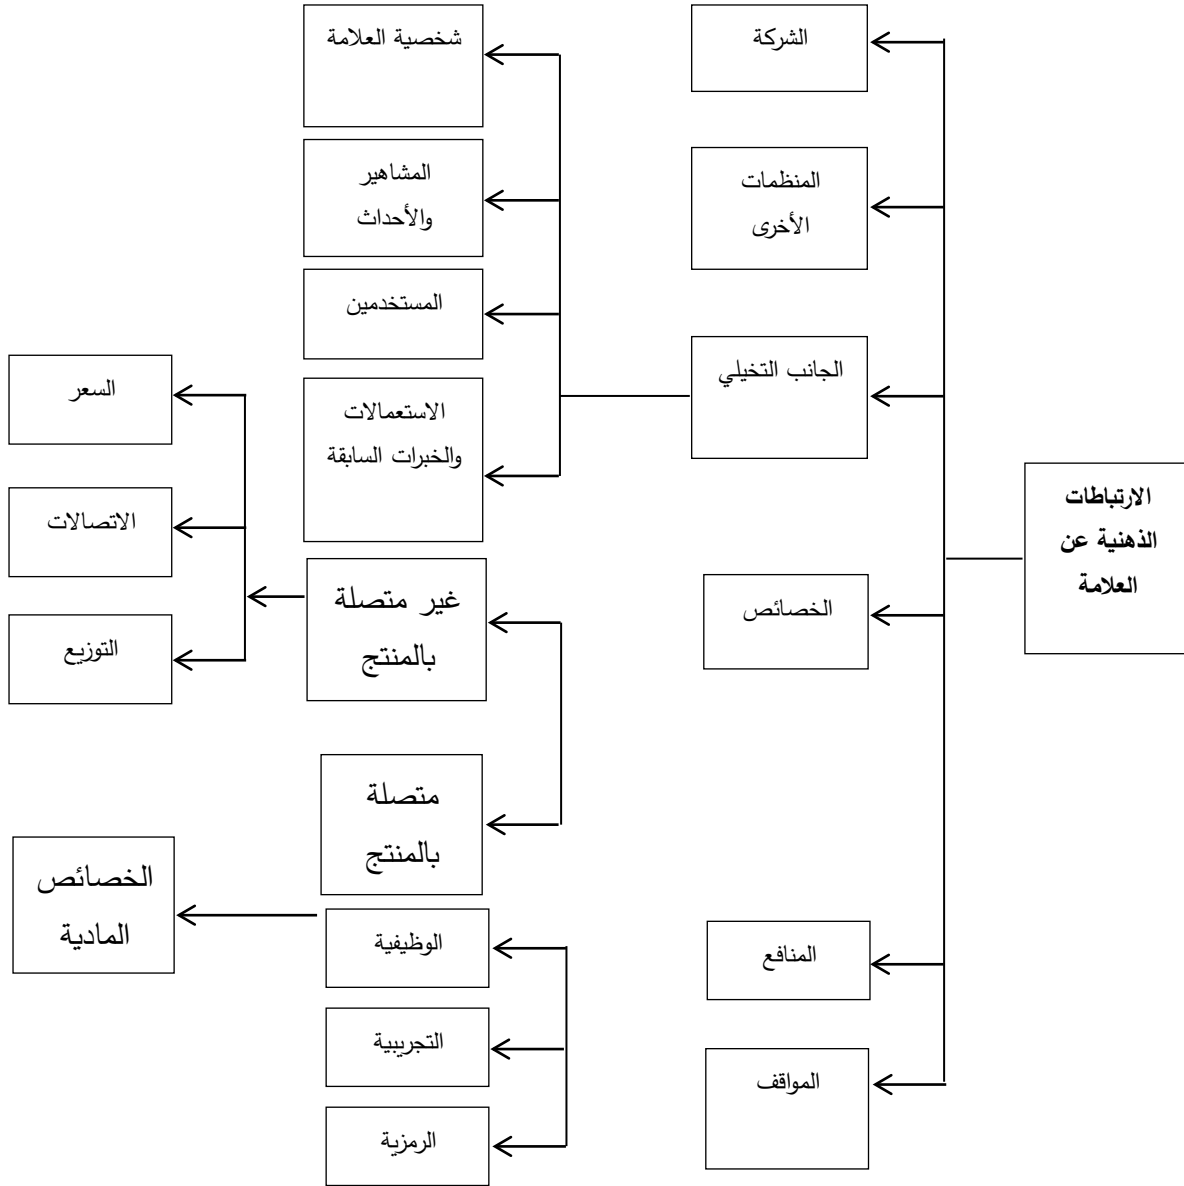 الارتباطات
الذهنية عن
العلامة
الشركة
المنظمات
الأخرى
الجانب التخيلي
الخصائص
المنافع
المواقف
شخصية العلامة
المشاهير
والأحداث
المستخدمين
الاستعمالات
والخبرات السابقة
غير متصلة
بالمنتج
متصلة
بالمنتج
الوظيفية
التجريبية
الرمزية
السعر
الاتصالات
التوزيع
الخصائص
المادية